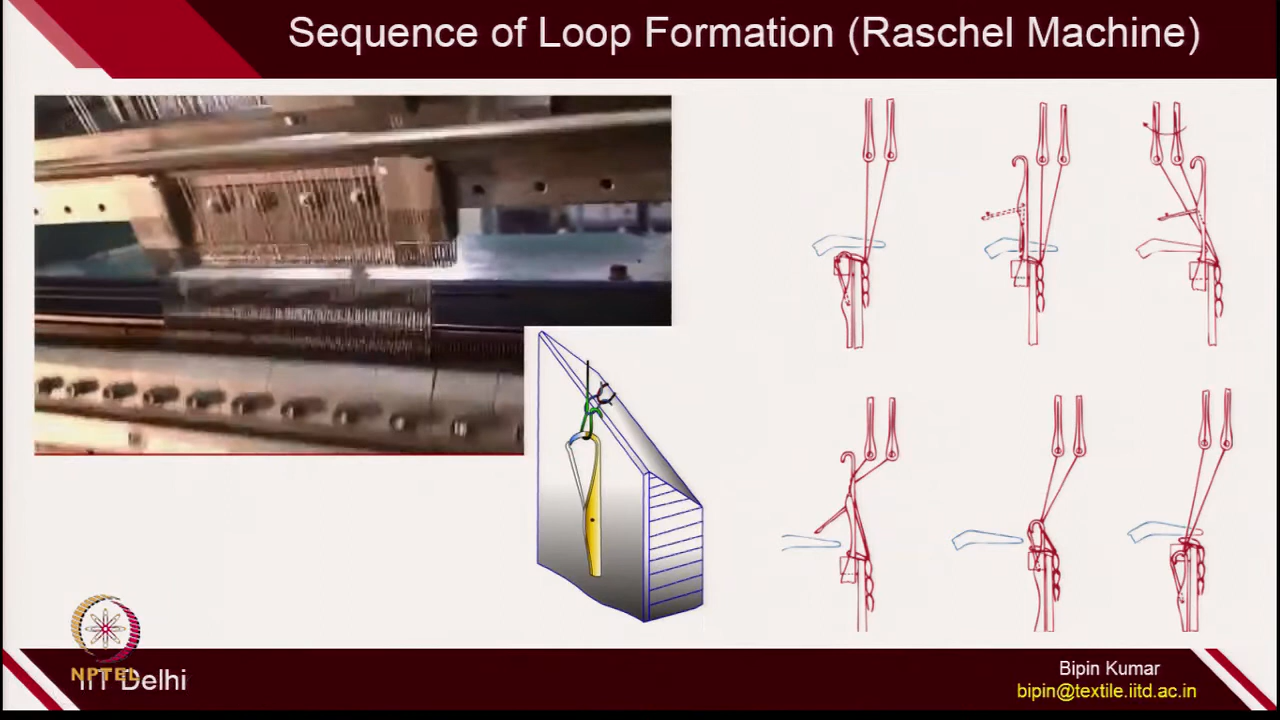 Sequence of Loop Formation (Raschel Machine)
NPTEL
IIT Delhi
Bipin Kumar
bipin@textile.iitd.ac.in